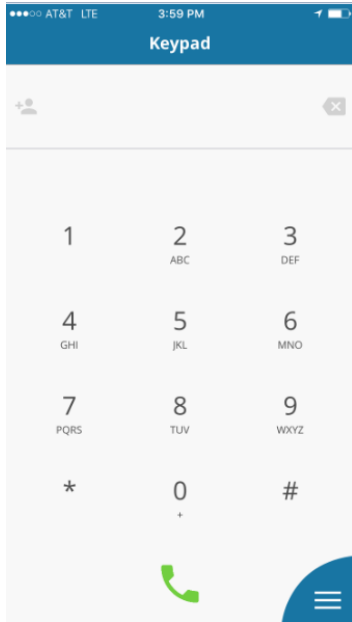 AT&T LTE 3:59 PM
Keypad
1 2 3
ABC DEF
4 5 6
GHI JKL MNO
7 8 9
PQRS TUV WXYZ
* 0 #
+